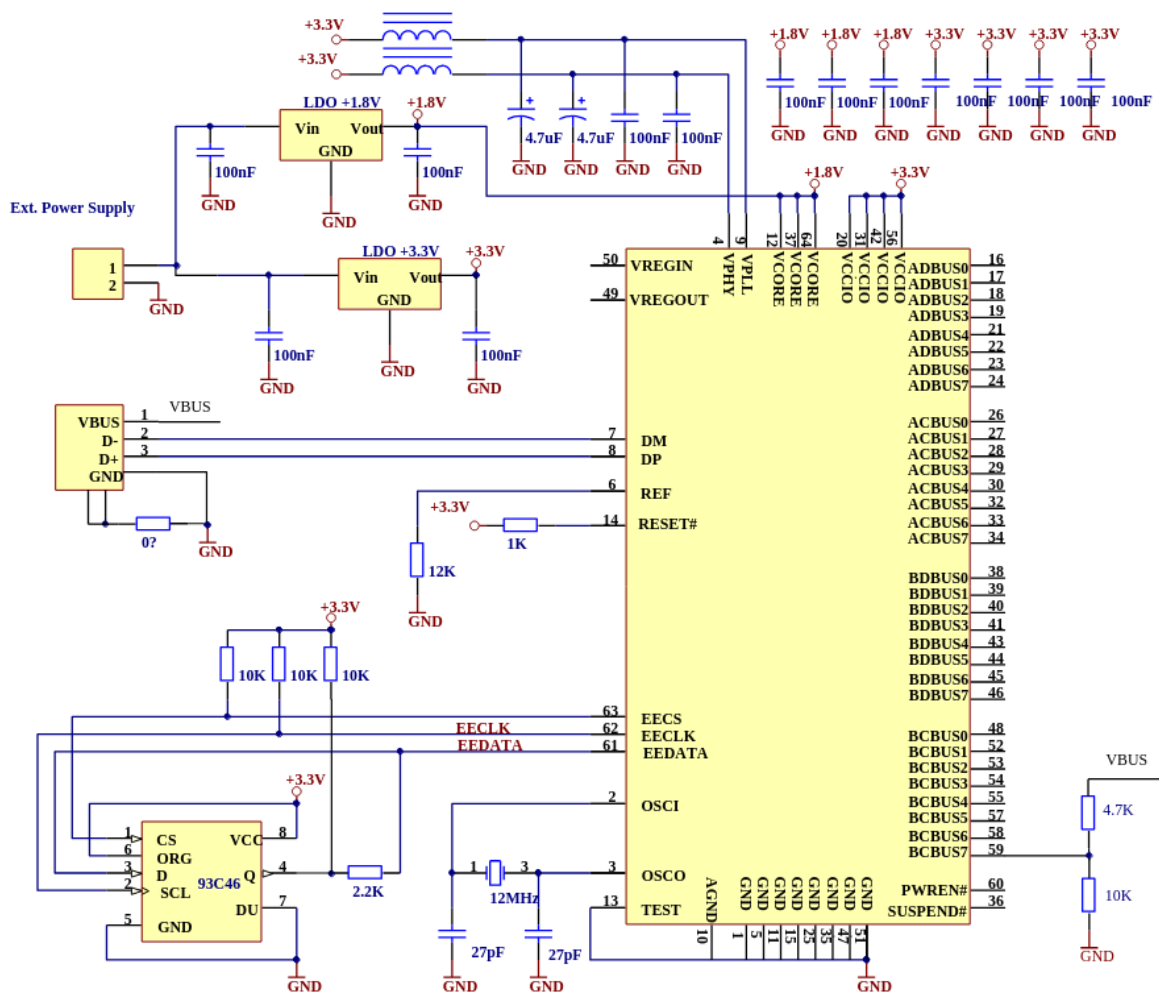 +3.3V
+3.3V
4.7uF 4.7uF 100nF 100nF
GND GND GND GND
+1.8V +1.8V +1.8V +3.3V +3.3V +3.3V +3.3V
100nF 100nF 100nF 100nF 100nF 100nF 100nF
GND GND GND GND GND GND GND
LDO +1.8V
+1.8V
Vin Vout
GND
100nF 100nF
GND GND GND
Ext. Power Supply
1
2
GND
LDO +3.3V
+3.3V
Vin Vout
GND
100nF 100nF
GND GND GND
+1.8V +3.3V
4 9 12 37 64 20 31 42 56
VPHY VPLL VCORE VCORE VCORE VCCIO VCCIO VCCIO VCCIO
50 VREGIN
49 VREGOUT
ADBUS0 16
ADBUS1 17
ADBUS2 18
ADBUS3 19
ADBUS4 21
ADBUS5 22
ADBUS6 23
ADBUS7 24
VBUS 1 VBUS
D- 2
D+ 3
GND
0?
GND
7 DM
8 DP
6 REF
14 RESET#
+3.3V
1K
12K
GND
ACBUS0 26
ACBUS1 27
ACBUS2 28
ACBUS3 29
ACBUS4 30
ACBUS5 32
ACBUS6 33
ACBUS7 34
BDBUS0 38
BDBUS1 39
BDBUS2 40
BDBUS3 41
BDBUS4 43
BDBUS5 44
BDBUS6 45
BDBUS7 46
+3.3V
10K 10K 10K
63 EECS
EECLK 62 EECLK
EEDATA 61 EEDATA
BCBUS0 48
BCBUS1 52
BCBUS2 53
BCBUS3 54
BCBUS4 55
BCBUS5 57
BCBUS6 58
BCBUS7 59
PWREN# 60
SUSPEND# 36
VBUS
4.7K
10K
GND
+3.3V
1 CS VCC 8
6 ORG
3 D Q 4
2 SCL 93C46
DU 7
5 GND
2.2K
GND
2 OSCI
3 OSCO
13 TEST
1 3
12MHz
27pF 27pF
GND GND
AGND GND GND GND GND GND GND GND GND
10 1 5 11 15 25 35 47 51
GND